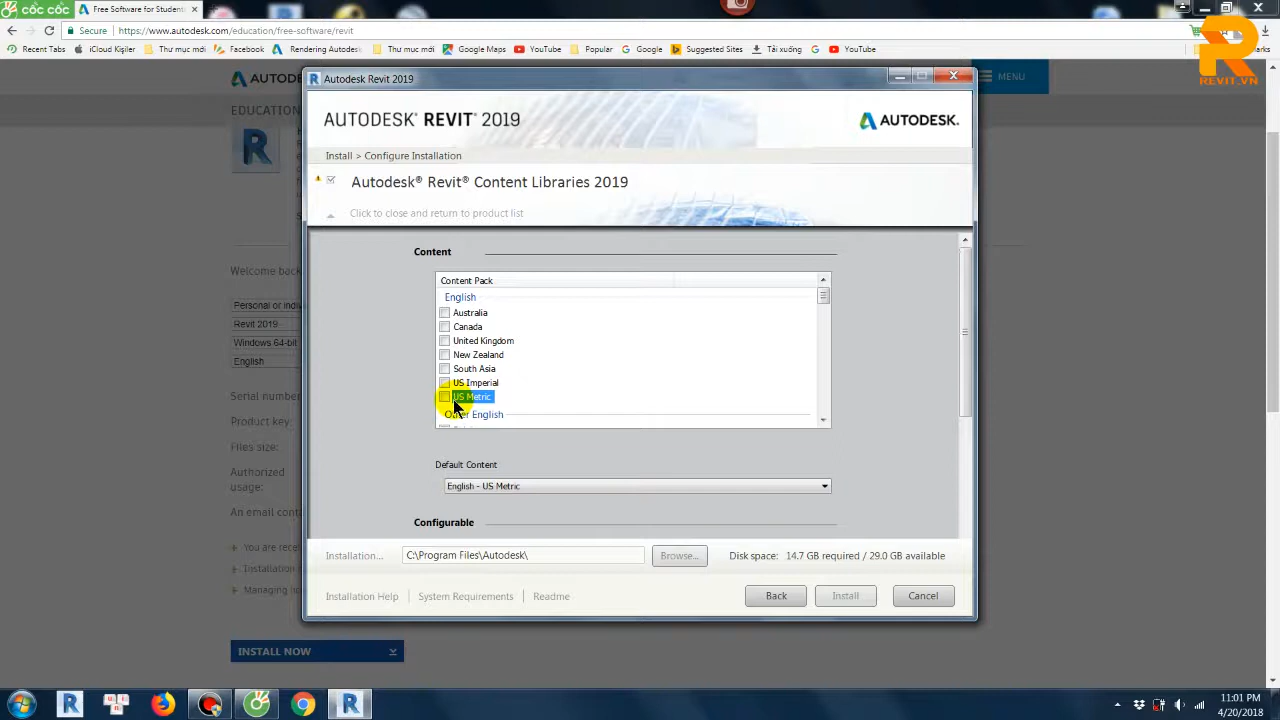 CỐC CỐC
Free Software for Student
Secure https://www.autodesk.com/education/free-software/revit
Recent Tabs iCloud Kişiler Thư mục mới Facebook Rendering Autodes Thư mục mới Google Maps YouTube Popular Google Suggested Sites Tải xuống YouTube
REVIT.VN
MENU
EDUCATION
Autodesk Revit 2019
AUTODESK® REVIT® 2019
AUTODESK.
Install > Configure Installation
Autodesk® Revit® Content Libraries 2019
Click to close and return to product list
Content
Content Pack
English
Australia
Canada
United Kingdom
New Zealand
South Asia
US Imperial
US Metric
Other English
Default Content
English - US Metric
Configurable
Installation... C:\Program Files\Autodesk\ Browse... Disk space: 14.7 GB required / 29.0 GB available
Installation Help System Requirements Readme Back Install Cancel
Welcome bac
Personal or indi
Revit 2019
Windows 64-bit
English
Serial number
Product key:
Files size:
Authorized
usage:
An email conta
You are recei
Installation
Managing lic
INSTALL NOW
11:01 PM
4/20/2018